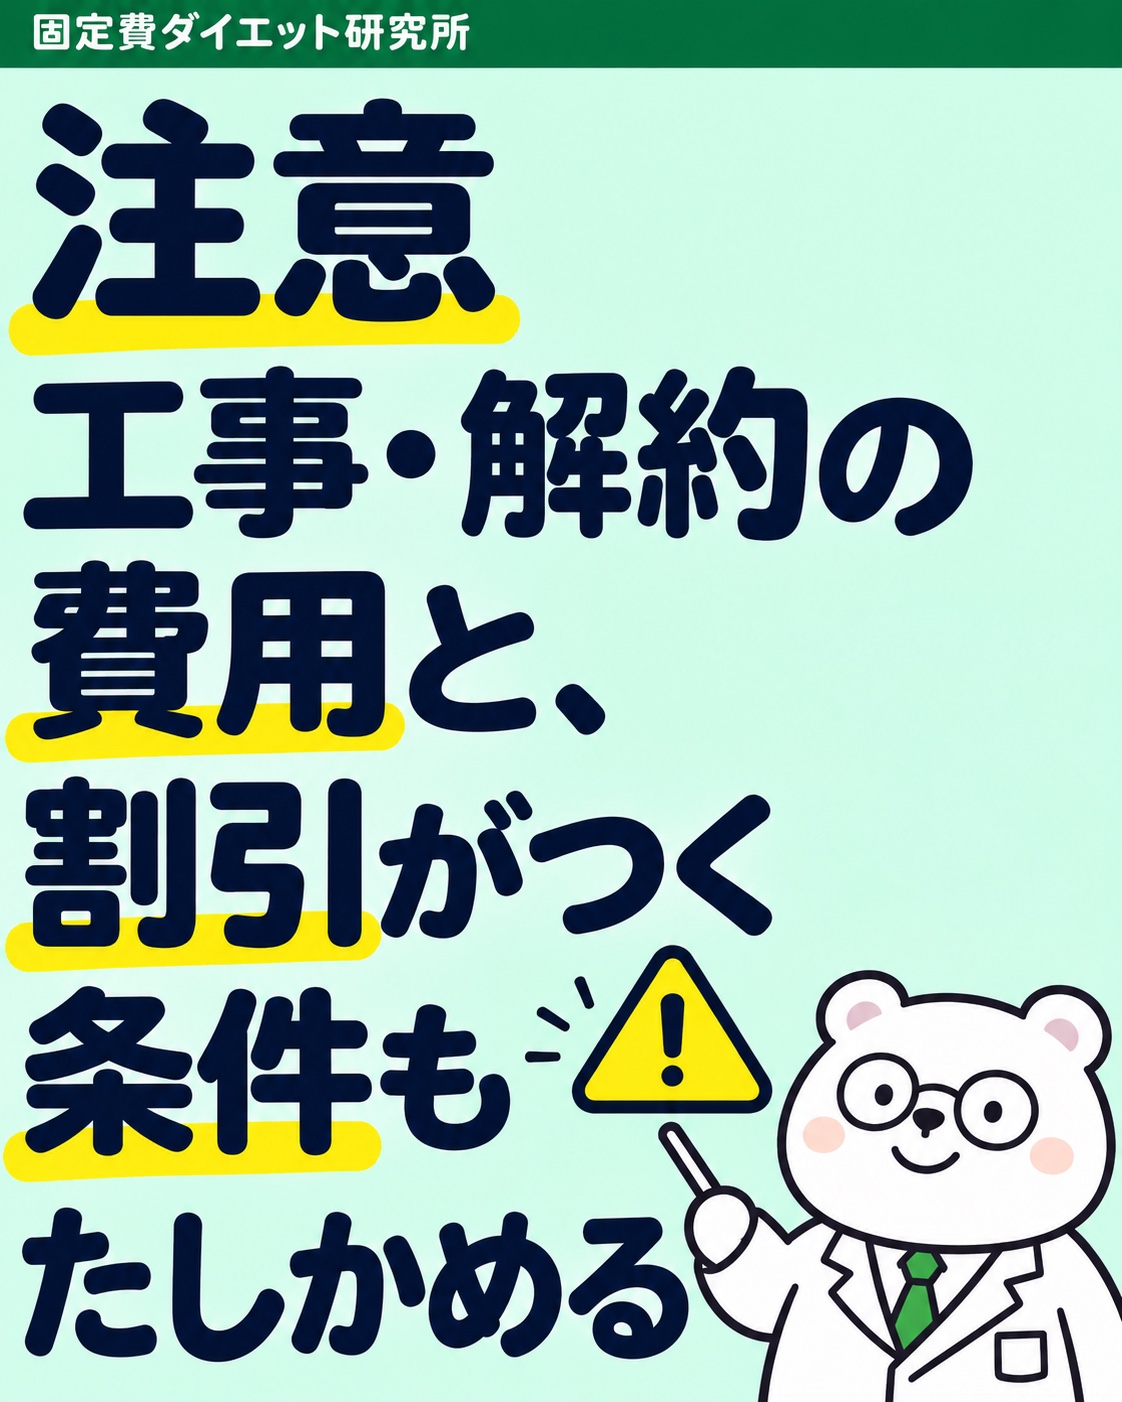 固定費ダイエット研究所
注意
工事・解約の
費用と、
割引がつく
条件も
たしかめる